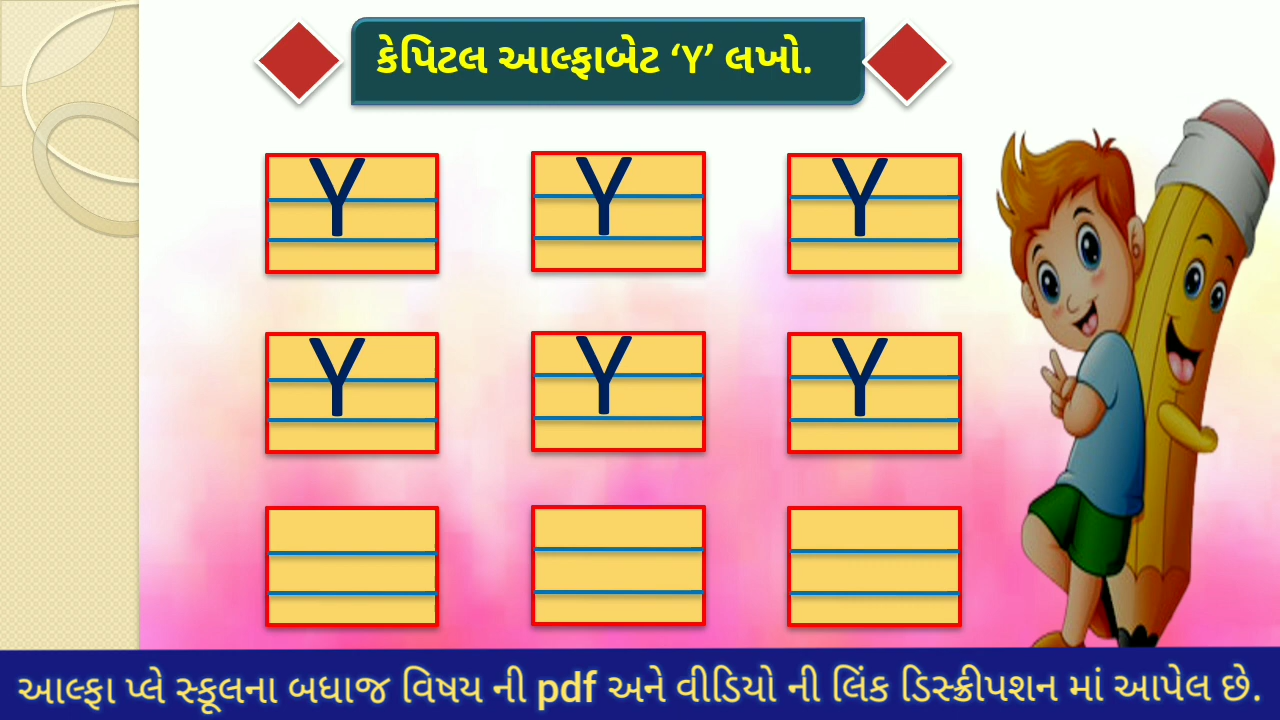 કેપિટલ આલ્ફાબેટ ‘Y’ લખો.
Y Y Y
Y Y Y
આલ્ફા પ્લે સ્કૂલના બધાજ વિષય ની pdf અને વીડિયો ની લિંક ડિસ્ક્રીપશન માં આપેલ છે.